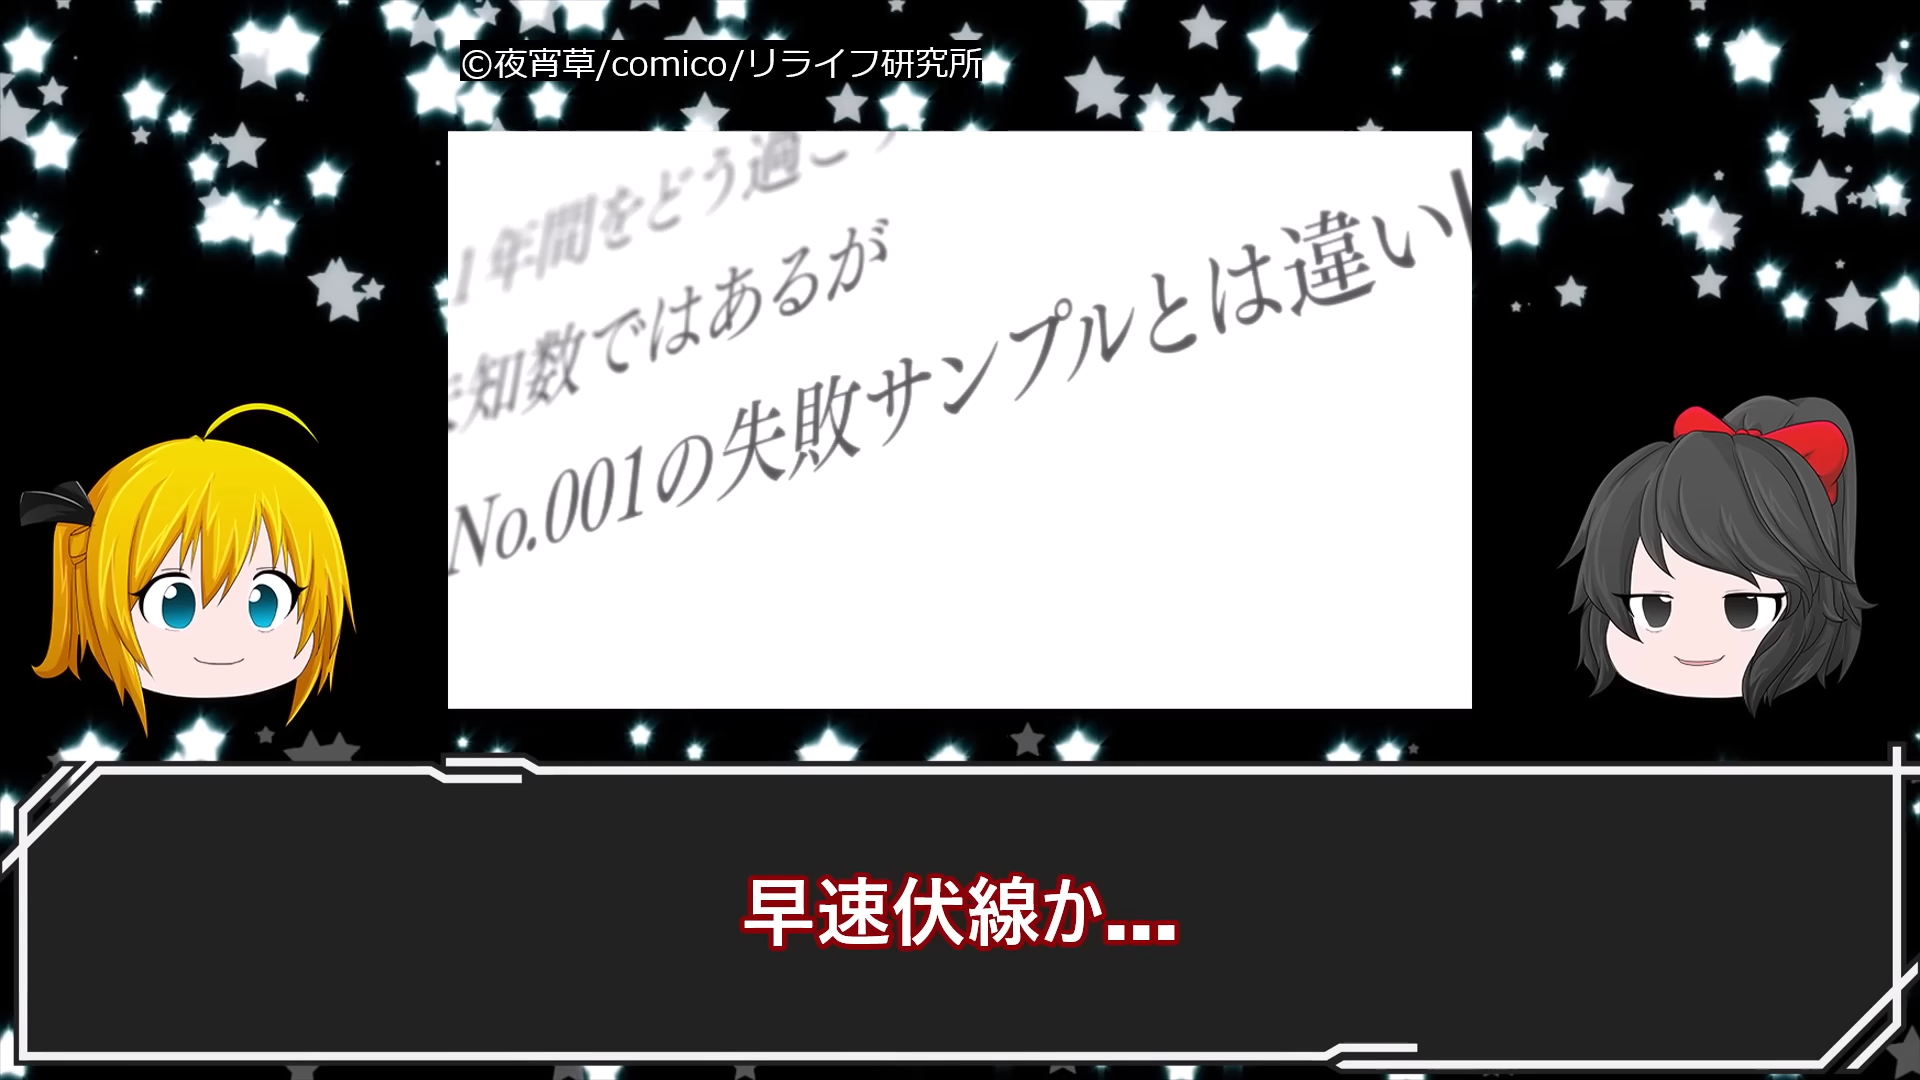 ©夜宵草/comico/リライフ研究所
1年間をどう過ごう
未知数ではあるが
No.001の失敗サンプルとは違い
早速伏線か...